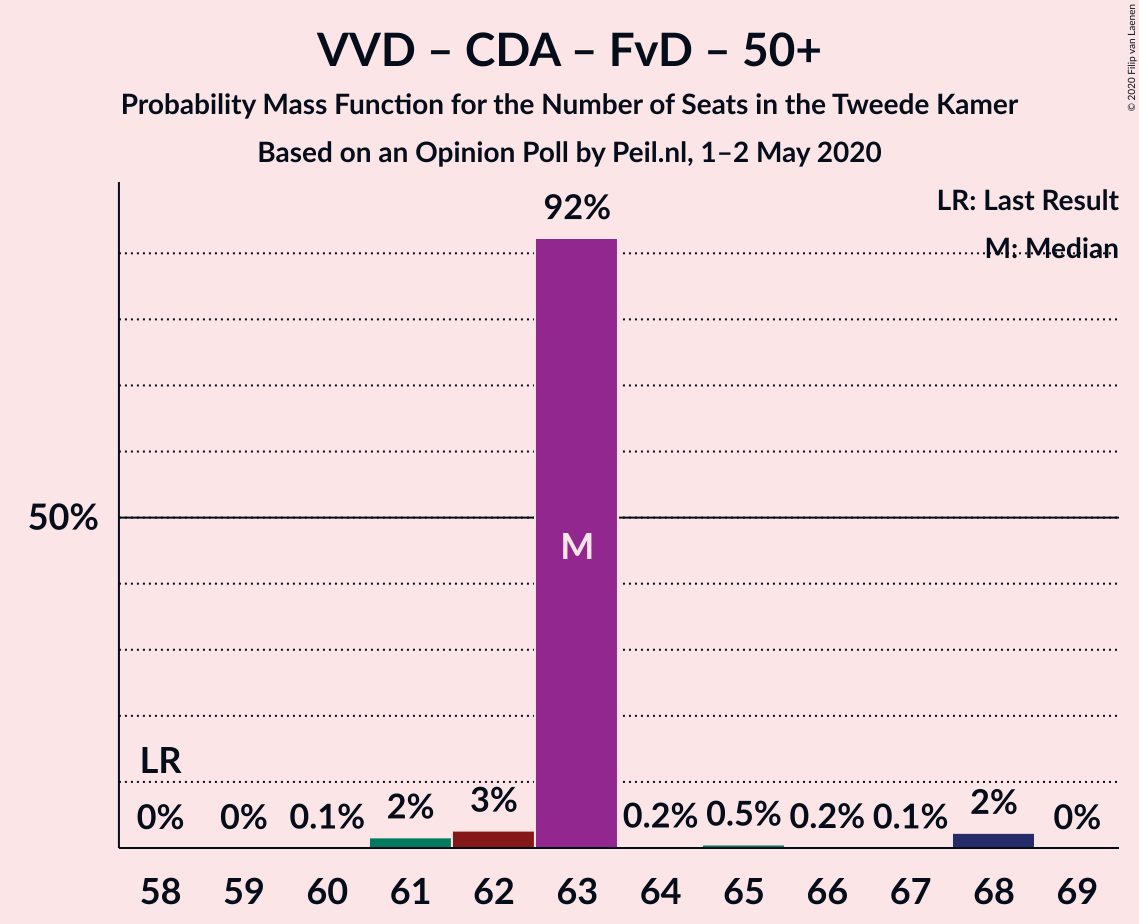 VVD – CDA – FvD – 50+
Probability Mass Function for the Number of Seats in the Tweede Kamer
Based on an Opinion Poll by Peil.nl, 1–2 May 2020
© 2020 Filip van Laenen
LR: Last Result
M: Median
92%
50%
M
LR
0% 0% 0.1% 2% 3% 0.2% 0.5% 0.2% 0.1% 2% 0%
58 59 60 61 62 63 64 65 66 67 68 69